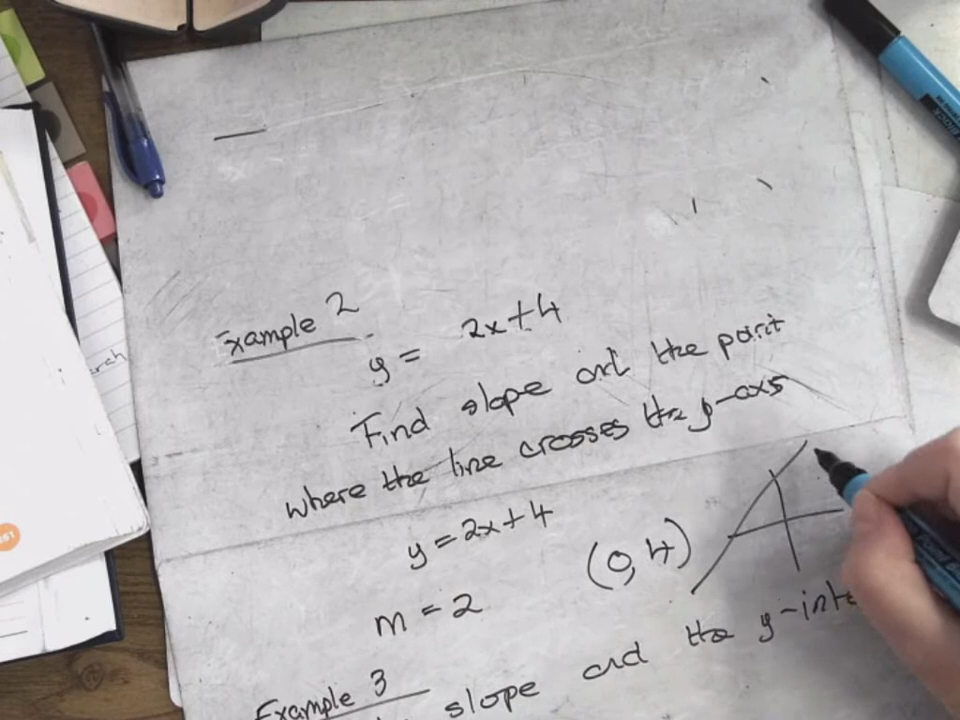 Example 2
y = 2x+4
Find slope and the point
where the line crosses the y-axis
y = 2x+4
m = 2
(0, 4)
Example 3
slope and the y-inte